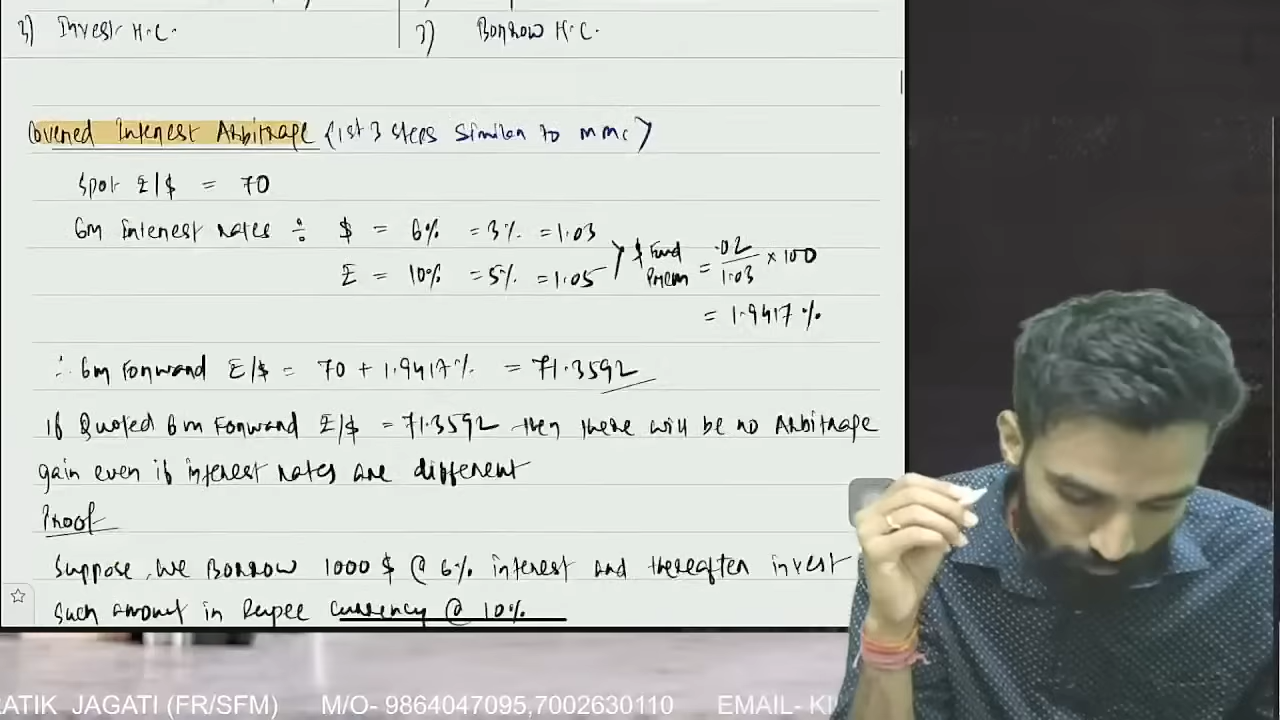 3) Invest H.C.
3) Borrow H.C.
Covered Interest Arbitrage (1st 3 steps Similar to MMC)
Spot ₹/$ = 70
6m Interest rates ÷ $ = 6% = 3% = 1.03
₹ = 10% = 5% = 1.05
$ Fwd Prem = .02/1.03 × 100
= 1.9417 %
∴ 6m Forward ₹/$ = 70 + 1.9417% = 71.3592
If Quoted 6m Forward ₹/$ = 71.3592 then there will be no Arbitrage
gain even if interest rates are different
Proof
Suppose, We Borrow 1000 $ @ 6% interest and thereafter invest
Such amount in Rupee currency @ 10%
RATIK JAGATI (FR/SFM) M/O- 9864047095,7002630110 EMAIL- KI